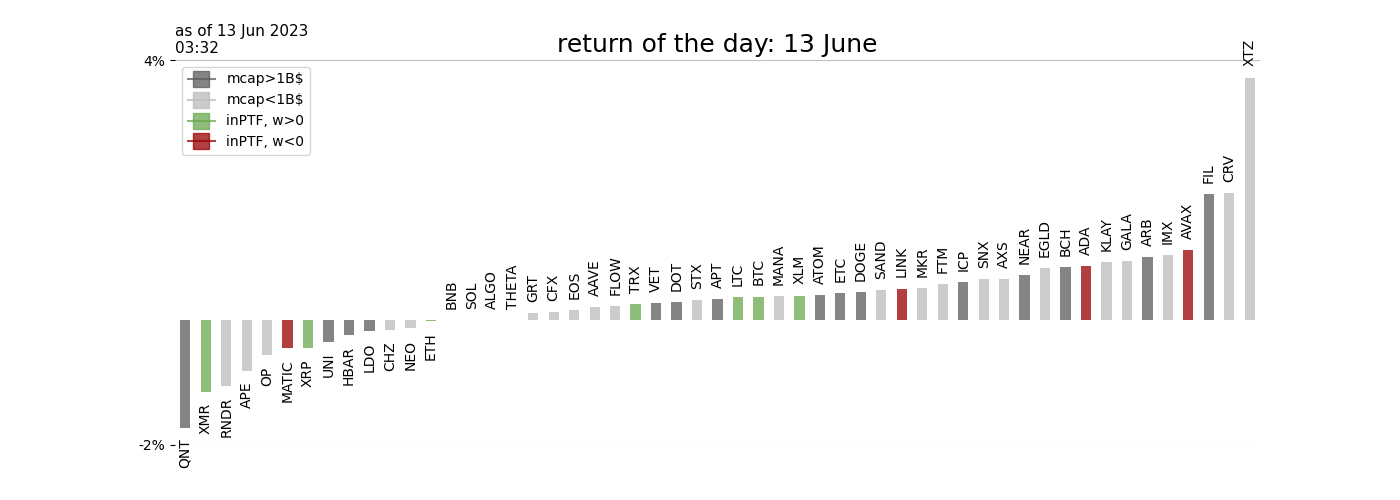 as of 13 Jun 2023
03:32
return of the day: 13 June
4%
-2%
mcap>1B$
mcap<1B$
inPTF, w>0
inPTF, w<0
QNT
XMR
RNDR
APE
OP
MATIC
XRP
UNI
HBAR
LDO
CHZ
NEO
ETH
BNB
SOL
ALGO
THETA
GRT
CFX
EOS
AAVE
FLOW
TRX
VET
DOT
STX
APT
LTC
BTC
MANA
XLM
ATOM
ETC
DOGE
SAND
LINK
MKR
FTM
ICP
SNX
AXS
NEAR
EGLD
BCH
ADA
KLAY
GALA
ARB
IMX
AVAX
FIL
CRV
XTZ